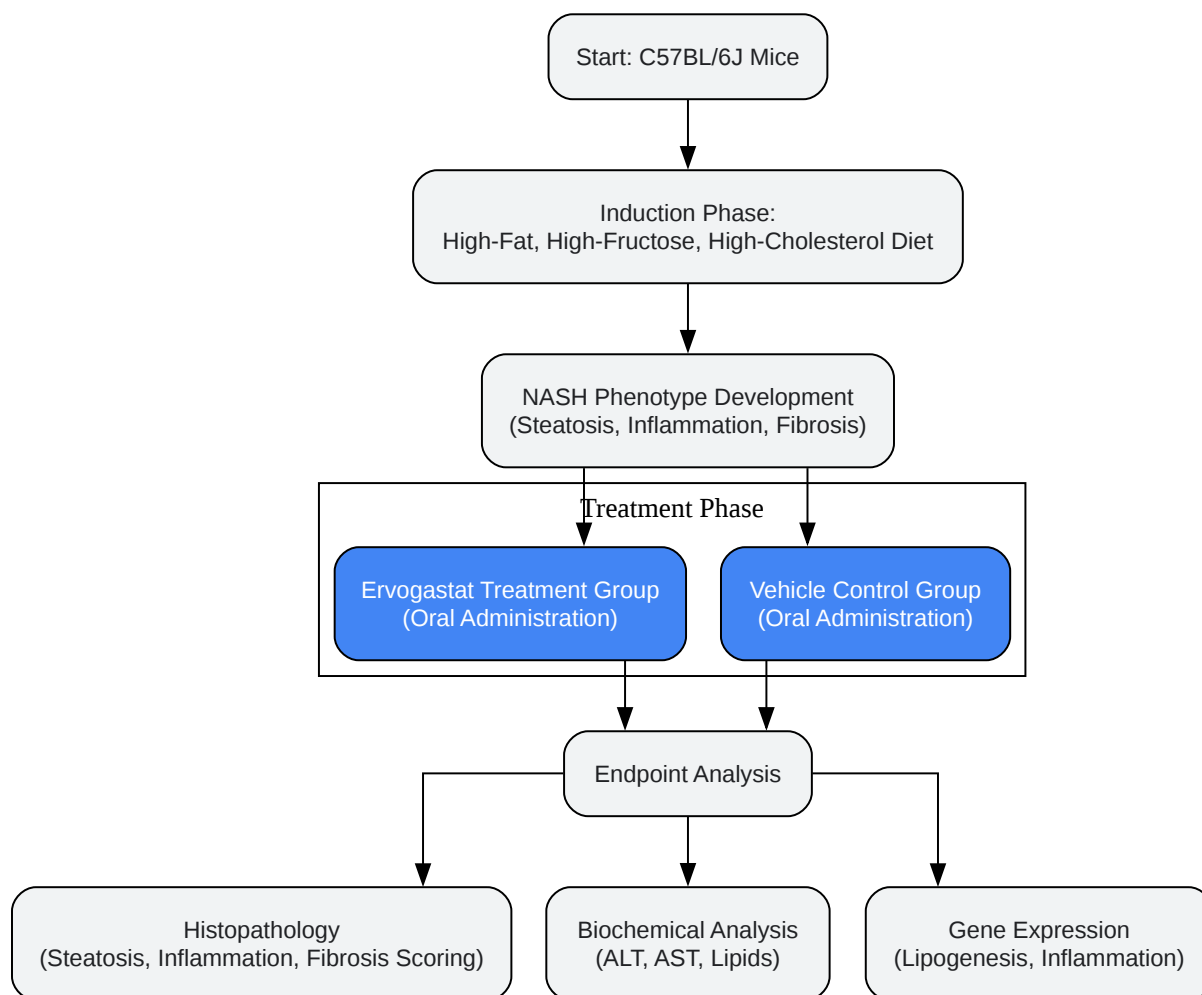 Start: C57BL/6J Mice
Induction Phase:
High-Fat, High-Fructose, High-Cholesterol Diet
NASH Phenotype Development
(Steatosis, Inflammation, Fibrosis)
Treatment Phase
Ervogastat Treatment Group
(Oral Administration)
Vehicle Control Group
(Oral Administration)
Endpoint Analysis
Histopathology
(Steatosis, Inflammation, Fibrosis Scoring)
Biochemical Analysis
(ALT, AST, Lipids)
Gene Expression
(Lipogenesis, Inflammation)